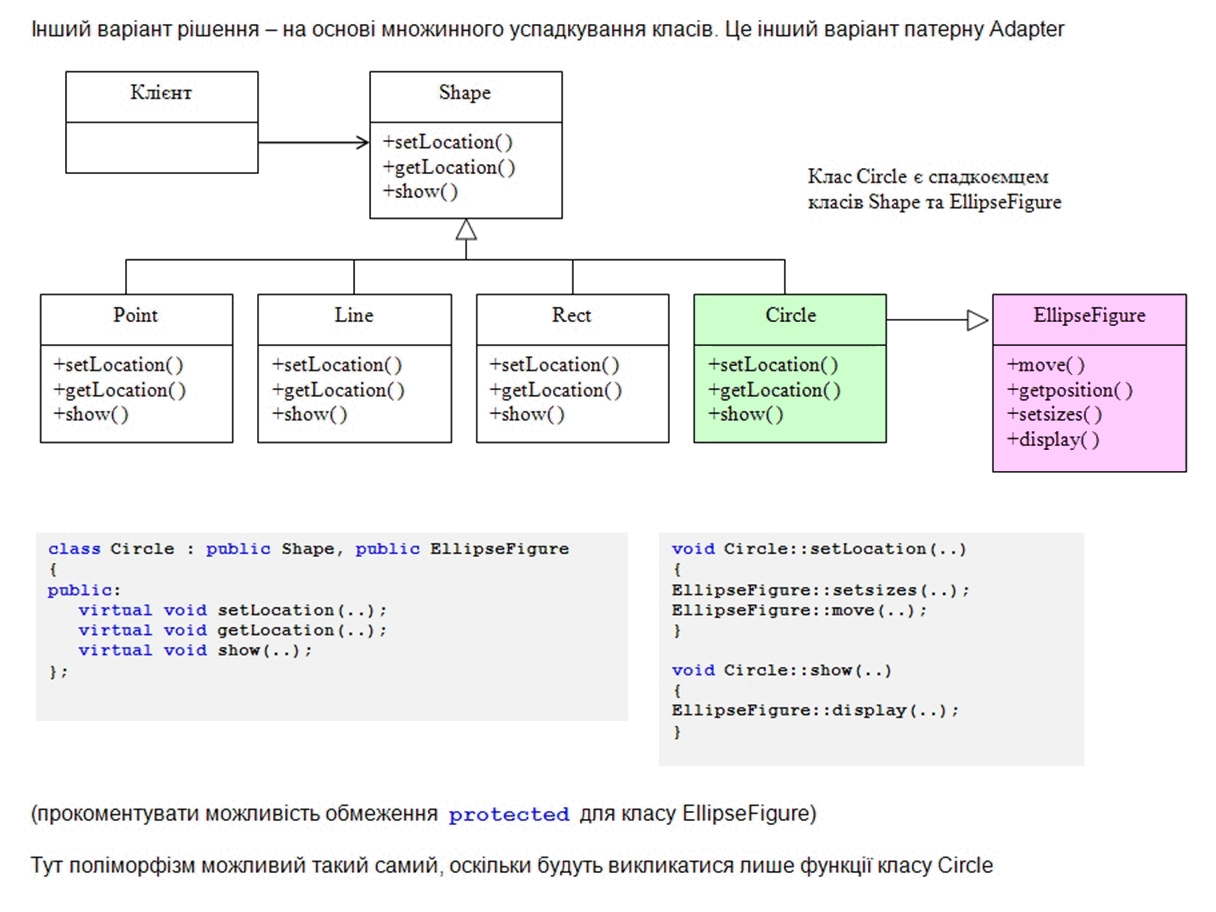 Інший варіант рішення – на основі множинного успадкування класів. Це інший варіант патерну Adapter
Клієнт
Shape
+setLocation()
+getLocation()
+show()
Клас Circle є спадкоємцем
класів Shape та EllipseFigure
Point
+setLocation()
+getLocation()
+show()
Line
+setLocation()
+getLocation()
+show()
Rect
+setLocation()
+getLocation()
+show()
Circle
+setLocation()
+getLocation()
+show()
EllipseFigure
+move()
+getposition()
+setsizes()
+display()
class Circle : public Shape, public EllipseFigure
{
public:
virtual void setLocation(..);
virtual void getLocation(..);
virtual void show(..);
};
void Circle::setLocation(..)
{
EllipseFigure::setsizes(..);
EllipseFigure::move(..);
}
void Circle::show(..)
{
EllipseFigure::display(..);
}
(прокоментувати можливість обмеження protected для класу EllipseFigure)
Тут поліморфізм можливий такий самий, оскільки будуть викликатися лише функції класу Circle